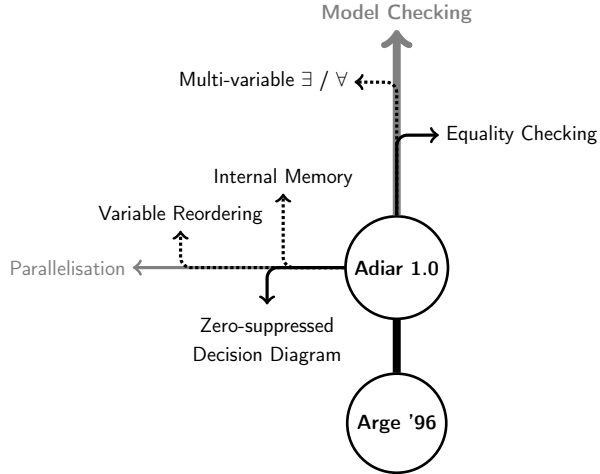 Model Checking
Multi-variable ∃ / ∀
Equality Checking
Internal Memory
Variable Reordering
Parallelisation
Adiar 1.0
Zero-suppressed
Decision Diagram
Arge '96